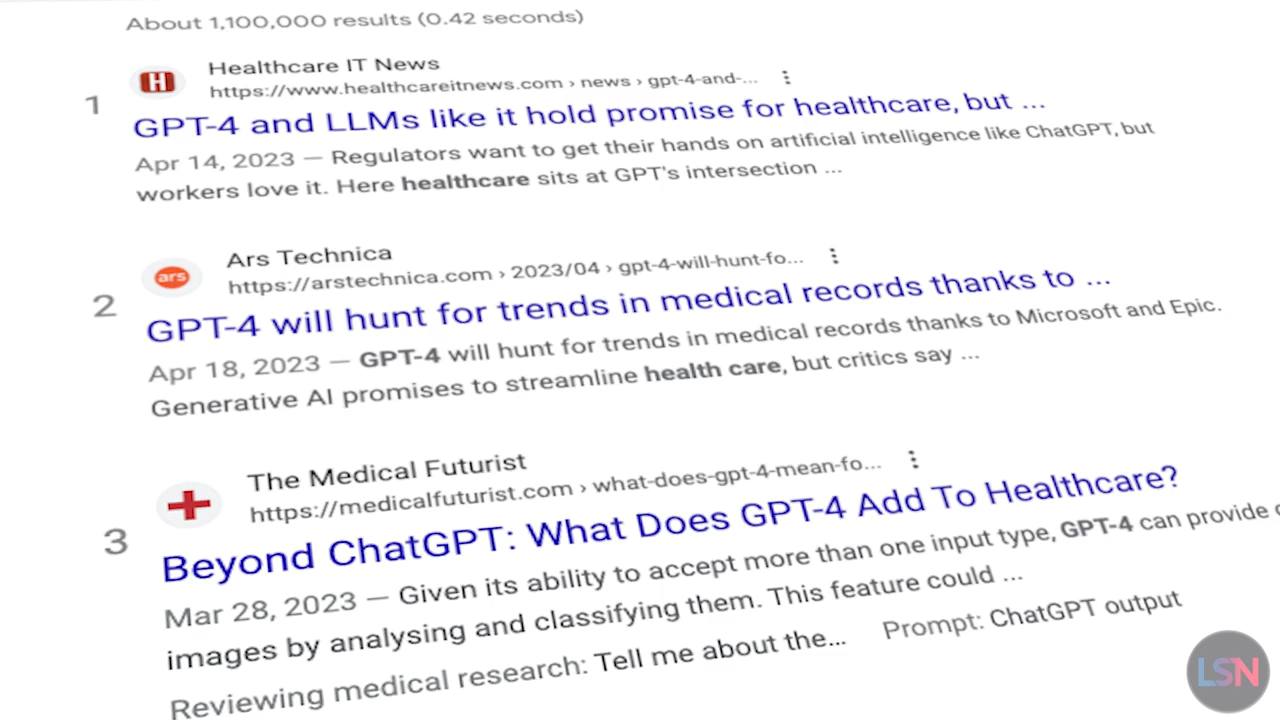 About 1,100,000 results (0.42 seconds)
1
H
Healthcare IT News
https://www.healthcareitnews.com › news › gpt-4-and-...
GPT-4 and LLMs like it hold promise for healthcare, but ...
Apr 14, 2023 — Regulators want to get their hands on artificial intelligence like ChatGPT, but
workers love it. Here healthcare sits at GPT's intersection ...
2
ars
Ars Technica
https://arstechnica.com › 2023/04 › gpt-4-will-hunt-fo...
GPT-4 will hunt for trends in medical records thanks to ...
Apr 18, 2023 — GPT-4 will hunt for trends in medical records thanks to Microsoft and Epic.
Generative AI promises to streamline health care, but critics say ...
3
The Medical Futurist
https://medicalfuturist.com › what-does-gpt-4-mean-fo...
Beyond ChatGPT: What Does GPT-4 Add To Healthcare?
Mar 28, 2023 — Given its ability to accept more than one input type, GPT-4 can provide
images by analysing and classifying them. This feature could ...
Reviewing medical research: Tell me about the... Prompt: ChatGPT output
LSN